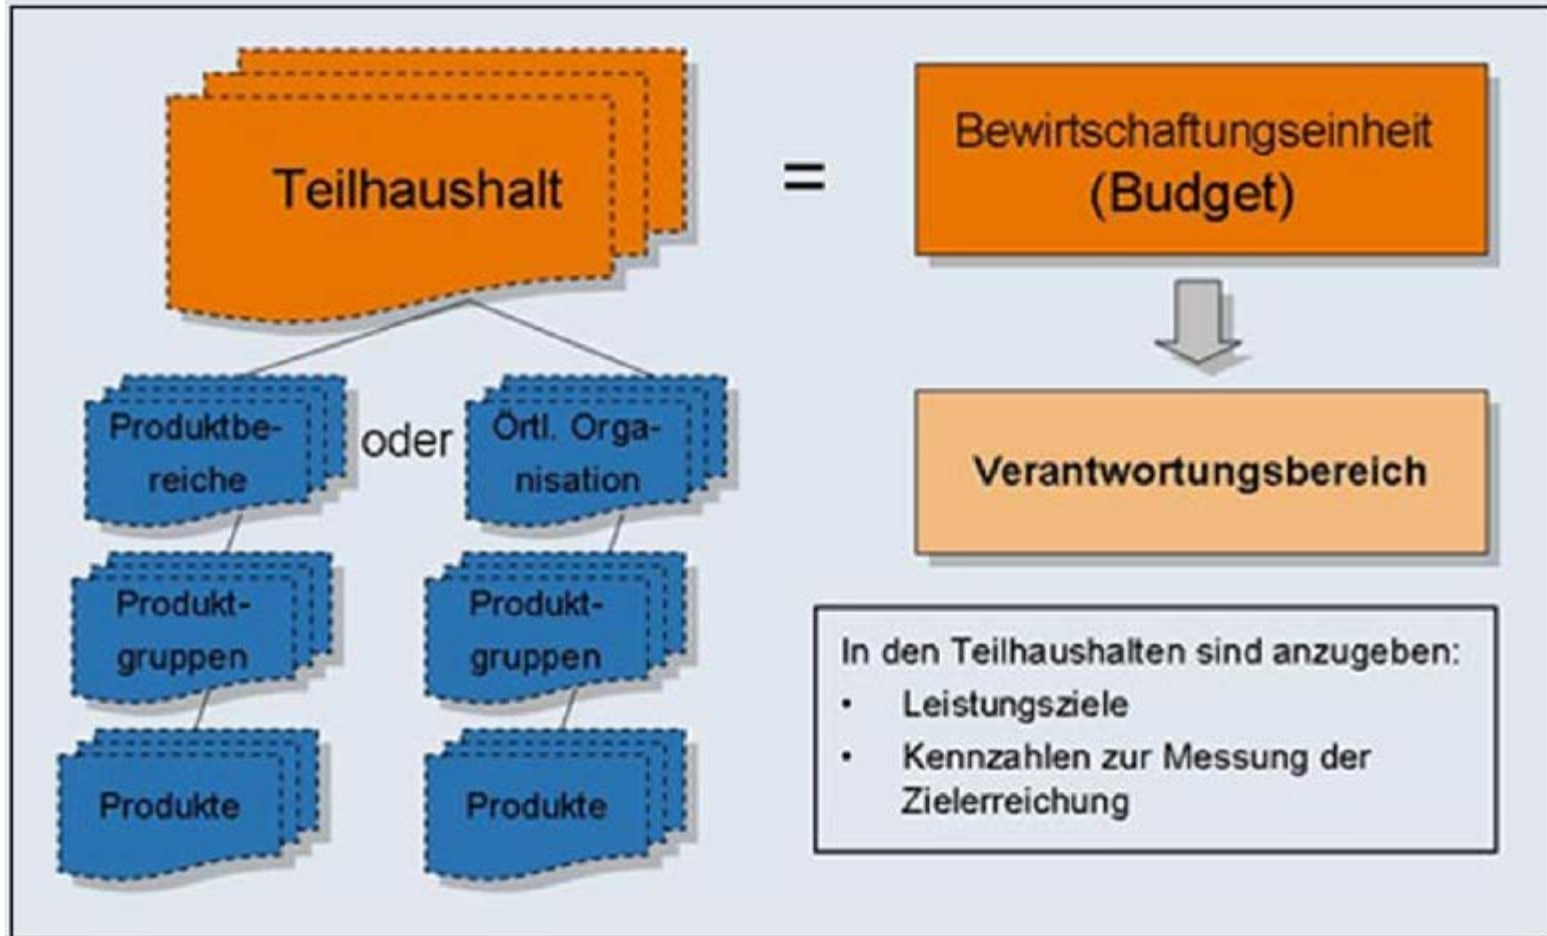 Teilhaushalt
=
Bewirtschaftungseinheit
(Budget)
Produktbe-
reiche
oder
Örtl. Orga-
nisation
Verantwortungsbereich
Produkt-
gruppen
Produkt-
gruppen
Produkte
Produkte
In den Teilhaushalten sind anzugeben:
• Leistungsziele
• Kennzahlen zur Messung der
Zielerreichung